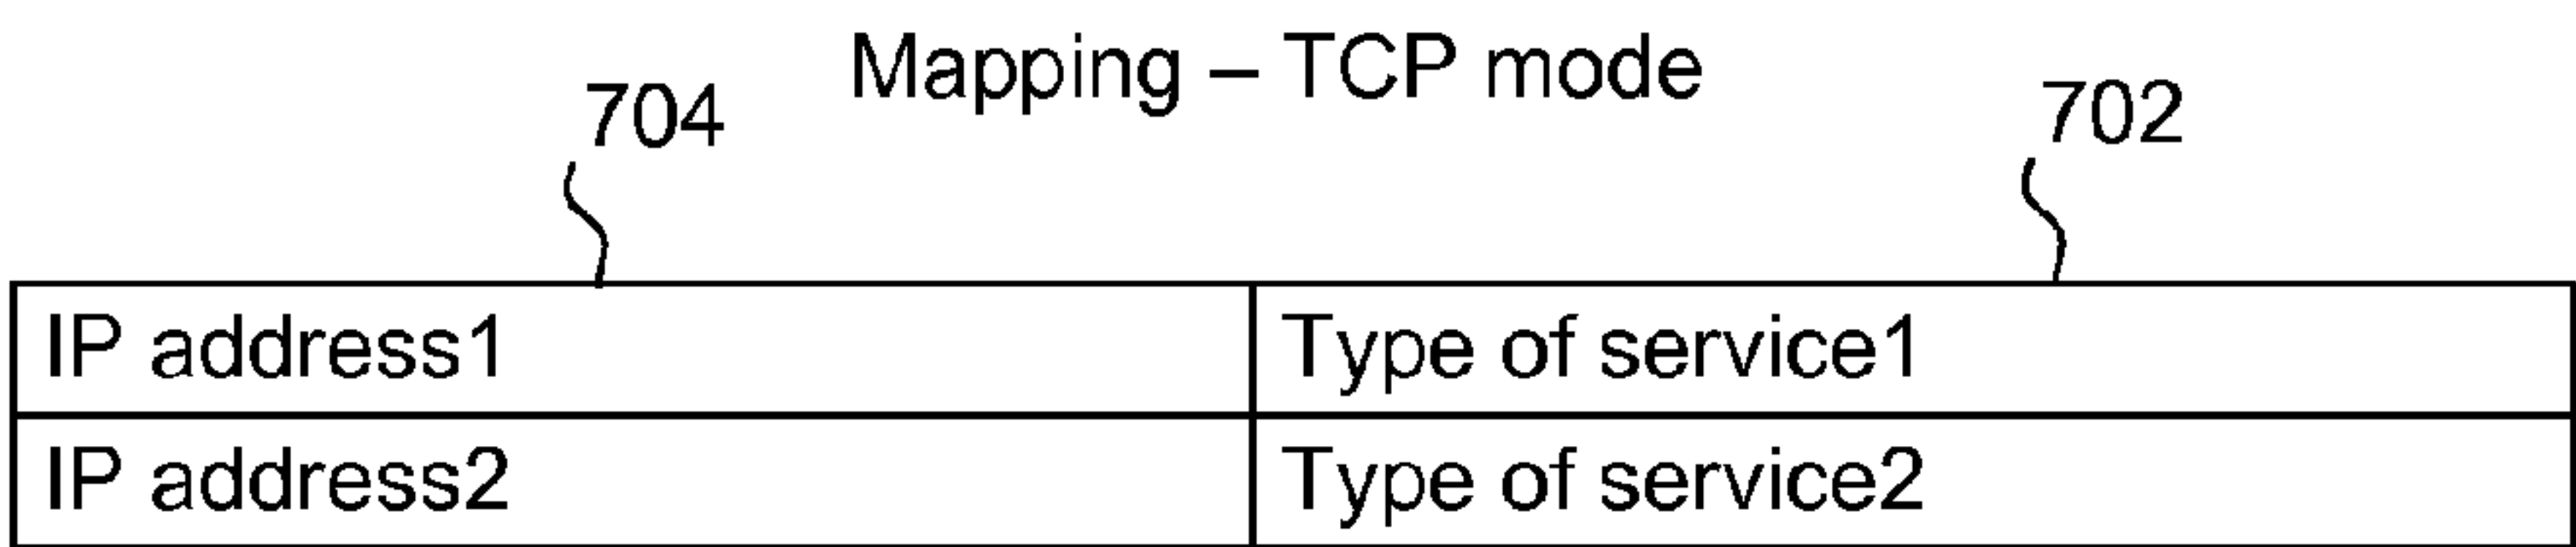 Mapping – TCP mode
704 702
IP address1 Type of service1
IP address2 Type of service2